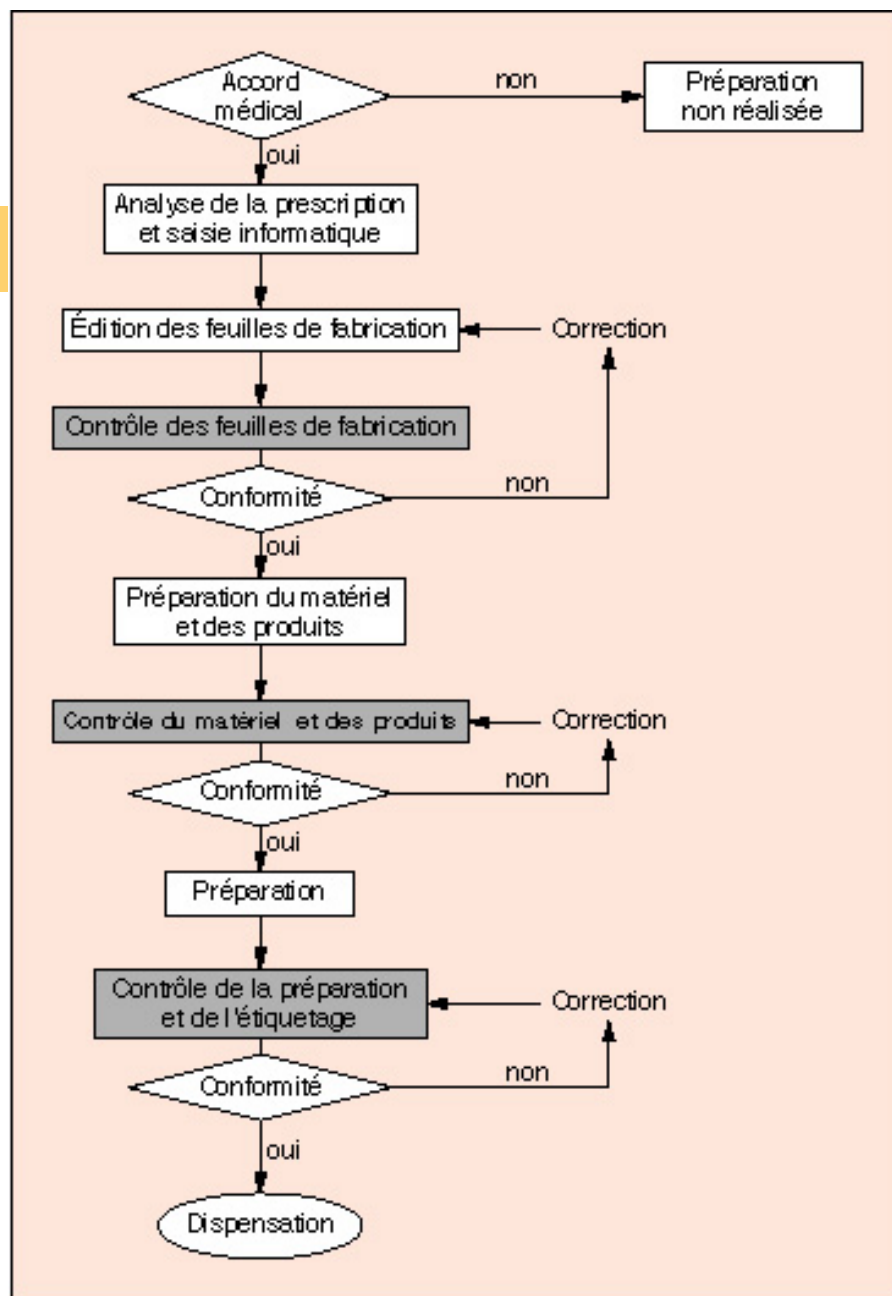 Accord
médical
non
Préparation
non réalisée
oui
Analyse de la prescription
et saisie informatique
Édition des feuilles de fabrication
Correction
Contrôle des feuilles de fabrication
Conformité
non
oui
Préparation du matériel
et des produits
Contrôle du matériel et des produits
Correction
Conformité
non
oui
Préparation
Contrôle de la préparation
et de l'étiquetage
Correction
Conformité
non
oui
Dispensation